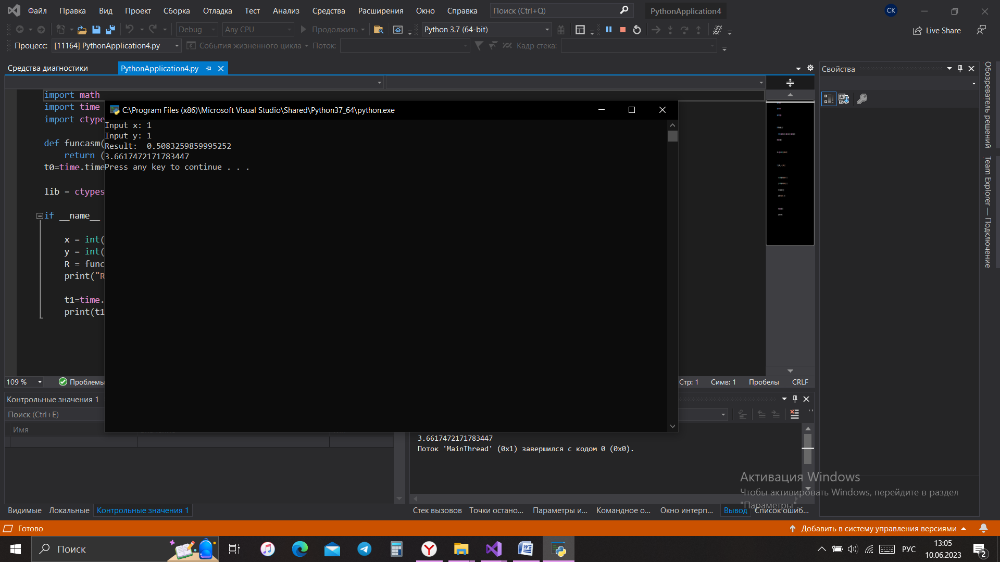 Файл Правка Вид Проект Сборка Отладка Тест Анализ Средства Расширения Окно Справка Поиск (Ctrl+Q) PythonApplication4 CK
Debug Any CPU Продолжить Python 3.7 (64-bit) Live Share
Процесс: [11164] PythonApplication4.py События жизненного цикла Поток: Кадр стека:
Средства диагностики PythonApplication4.py
Свойства
Обозреватель решений
Team Explorer — Подключение
import math
import time
import ctype
def funcasm(
return (
t0=time.time
lib = ctypes
if __name__
x = int(
y = int(
R = func
print("R
t1=time.
print(t1
C:\Program Files (x86)\Microsoft Visual Studio\Shared\Python37_64\python.exe
Input x: 1
Input y: 1
Result:  0.5083259859995252
3.6617472171783447
Press any key to continue . . .
109 % Проблемы Стр: 1 Симв: 1 Пробелы CRLF
Контрольные значения 1
Поиск (Ctrl+E)
Имя
3.6617472171783447
Поток 'MainThread' (0x1) завершился с кодом 0 (0x0).
Активация Windows
Чтобы активировать Windows, перейдите в раздел
"Параметры".
Видимые Локальные Контрольные значения 1
Стек вызовов Точки остано... Параметры и... Командное о... Окно интерп... Вывод Список ошиб...
Готово Добавить в систему управления версиями
Поиск РУС 13:05
10.06.2023 2